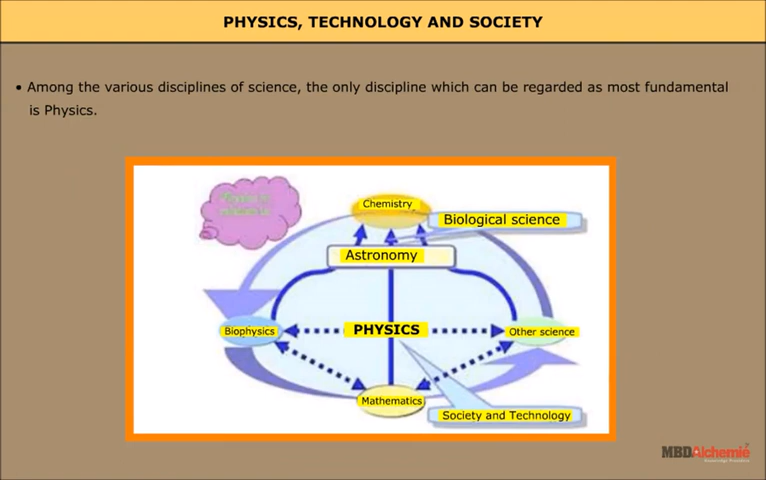 PHYSICS, TECHNOLOGY AND SOCIETY
• Among the various disciplines of science, the only discipline which can be regarded as most fundamental
is Physics.
Chemistry
Biological science
Astronomy
Biophysics
PHYSICS
Other science
Mathematics
Society and Technology
MBDAlchemie